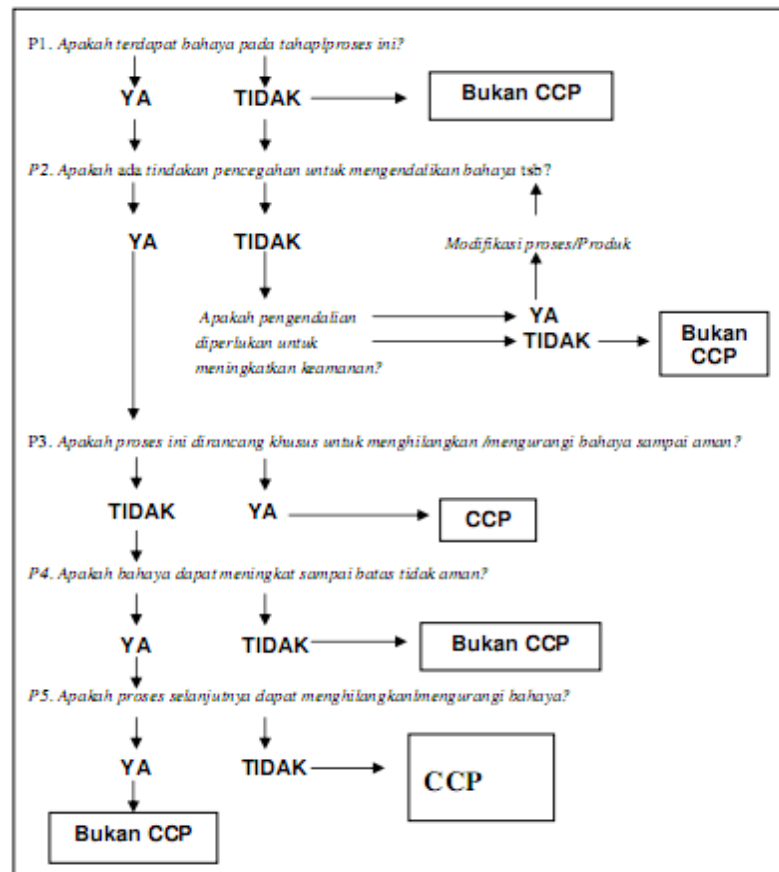 P1. Apakah terdapat bahaya pada tahap/proses ini?
YA TIDAK Bukan CCP
P2. Apakah ada tindakan pencegahan untuk mengendalikan bahaya tsb?
YA TIDAK Modifikasi proses/Produk
Apakah pengendalian YA
diperlukan untuk TIDAK Bukan
meningkatkan keamanan? CCP
P3. Apakah proses ini dirancang khusus untuk menghilangkan /mengurangi bahaya sampai aman?
TIDAK YA CCP
P4. Apakah bahaya dapat meningkat sampai batas tidak aman?
YA TIDAK Bukan CCP
P5. Apakah proses selanjutnya dapat menghilangkan/mengurangi bahaya?
YA TIDAK CCP
Bukan CCP